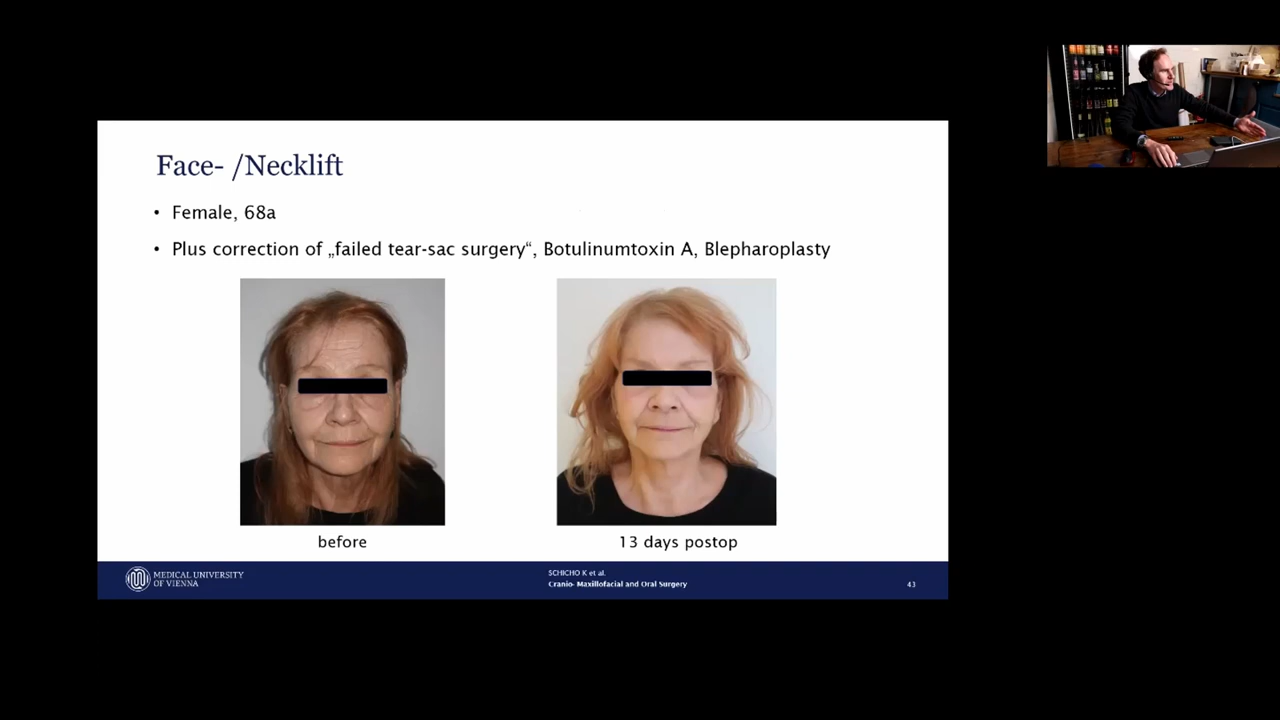 Face- /Necklift
• Female, 68a
• Plus correction of „failed tear-sac surgery“, Botulinumtoxin A, Blepharoplasty
before
13 days postop
MEDICAL UNIVERSITY
OF VIENNA
SCHICHO K et al.
Cranio- Maxillofacial and Oral Surgery
43